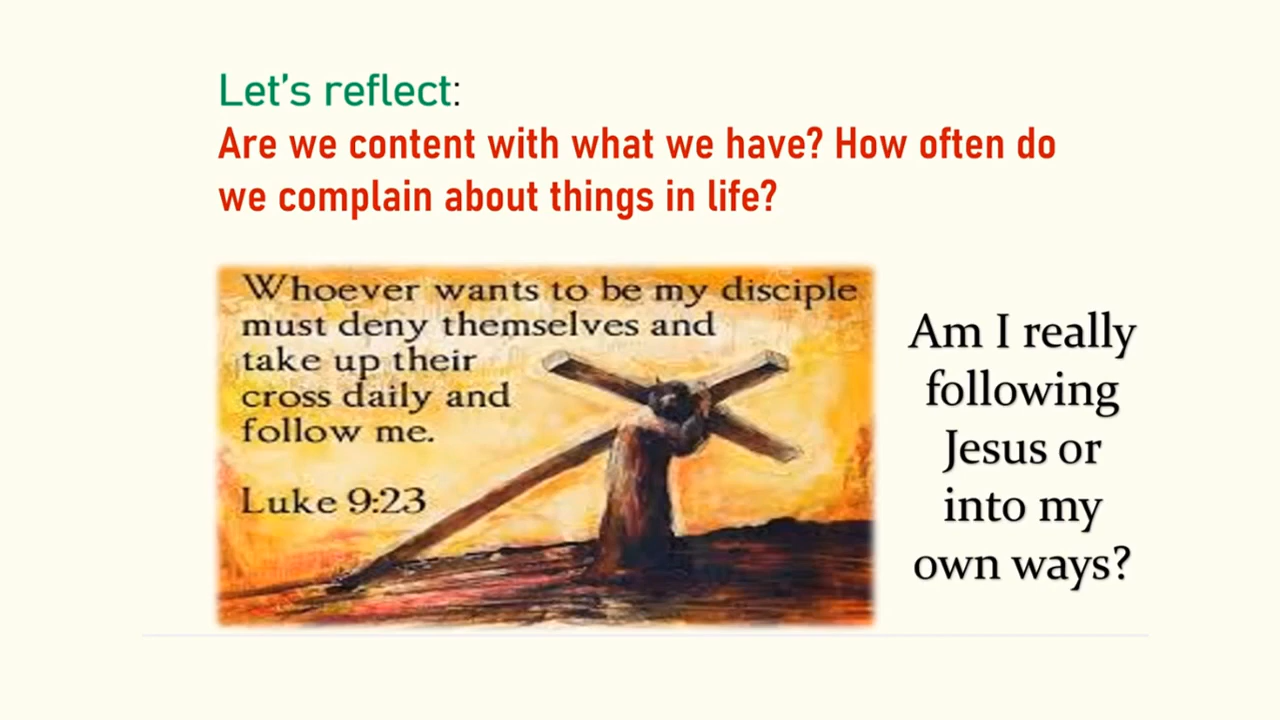 Let’s reflect:
Are we content with what we have? How often do
we complain about things in life?
Whoever wants to be my disciple
must deny themselves and
take up their
cross daily and
follow me.
Luke 9:23
Am I really
following
Jesus or
into my
own ways?